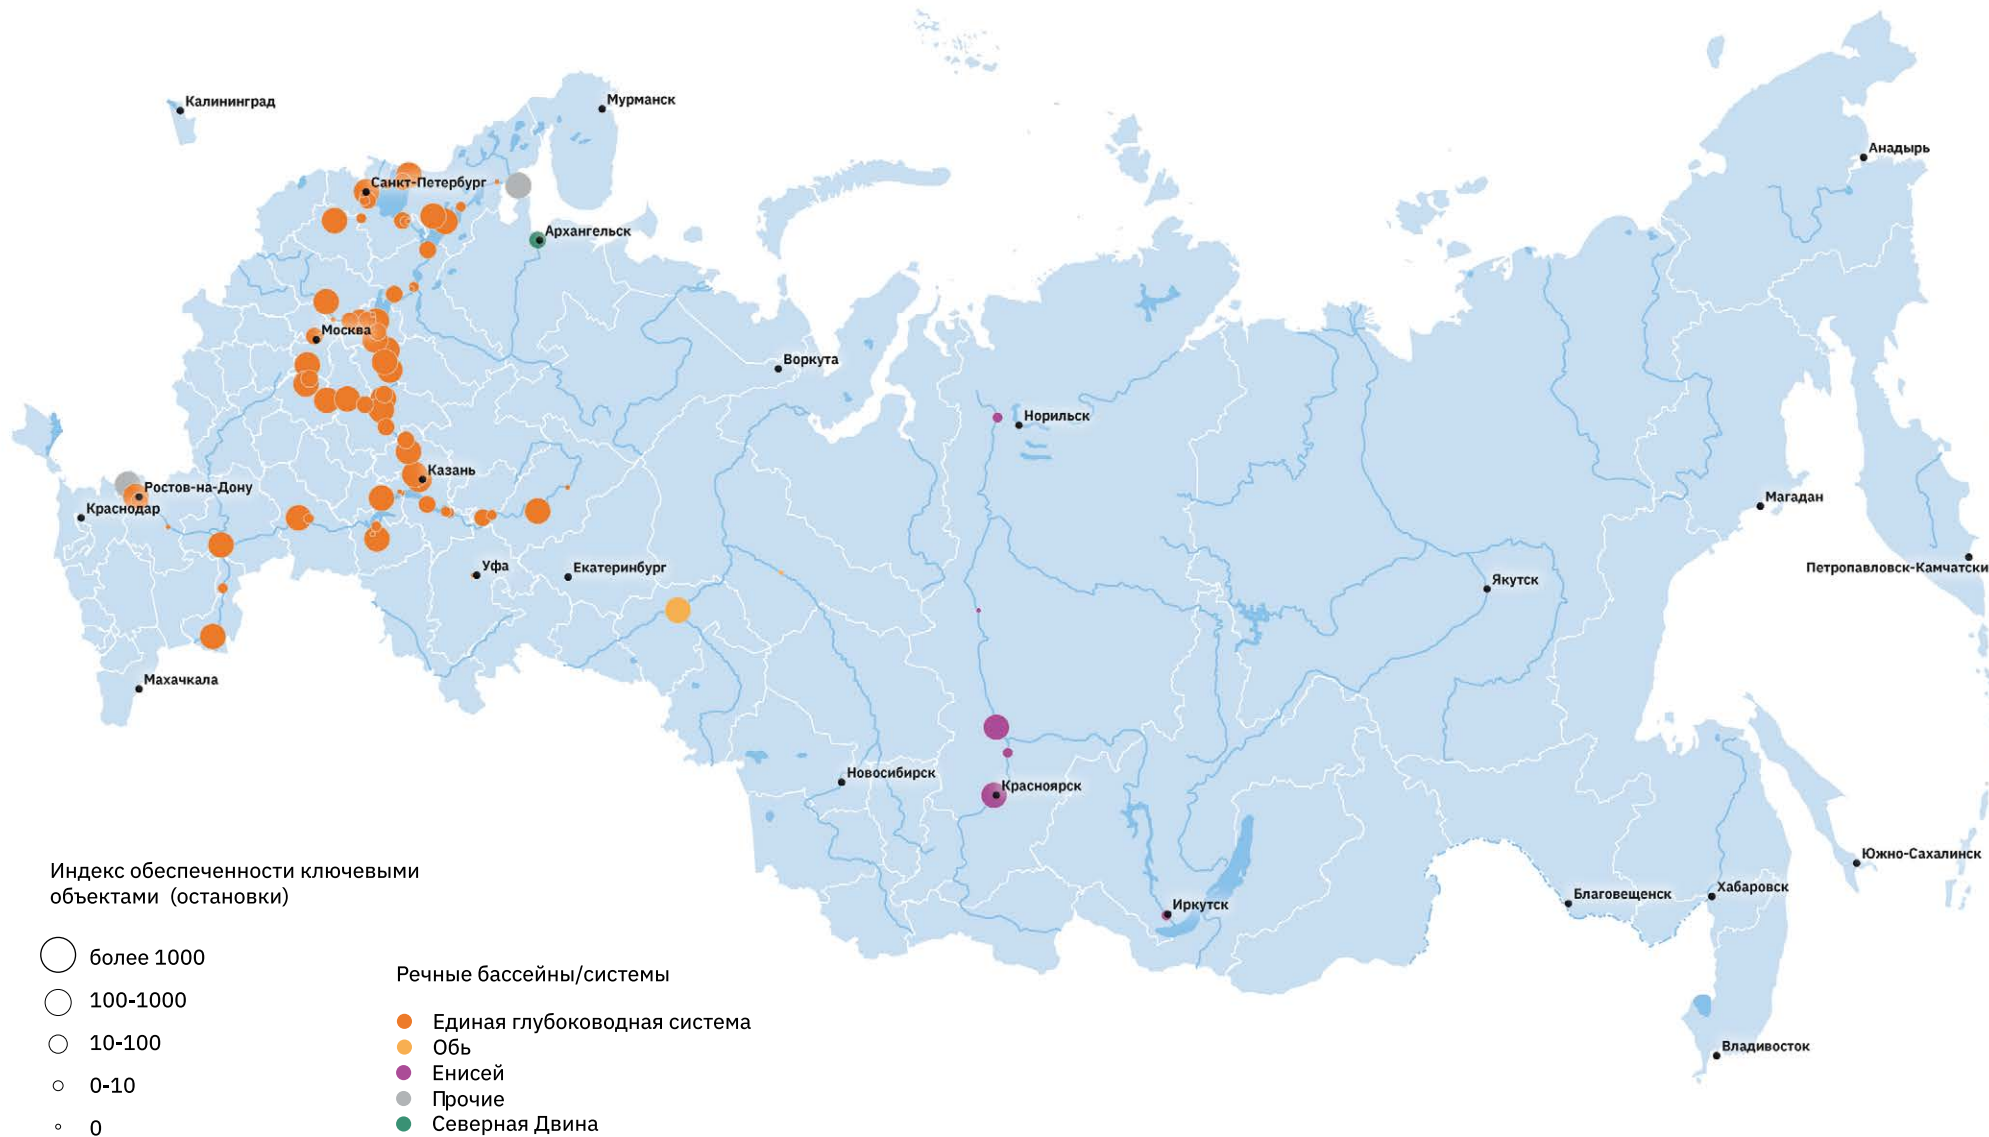 Калининград
Мурманск
Анадырь
Санкт-Петербург
Архангельск
Москва
Воркута
Норильск
Казань
Ростов-на-Дону
Краснодар
Магадан
Уфа
Екатеринбург
Петропавловск-Камчатски
Якутск
Махачкала
Новосибирск
Красноярск
Южно-Сахалинск
Хабаровск
Благовещенск
Иркутск
Владивосток
Индекс обеспеченности ключевыми
объектами (остановки)
более 1000
100-1000
10-100
0-10
0
Речные бассейны/системы
Единая глубоководная система
Обь
Енисей
Прочие
Северная Двина